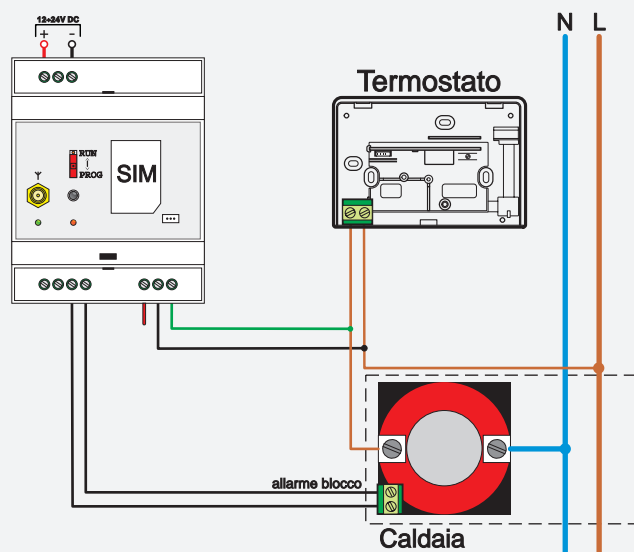 12÷24V DC
+ -
N L
Termostato
RUN
PROG
SIM
allarme blocco
Caldaia